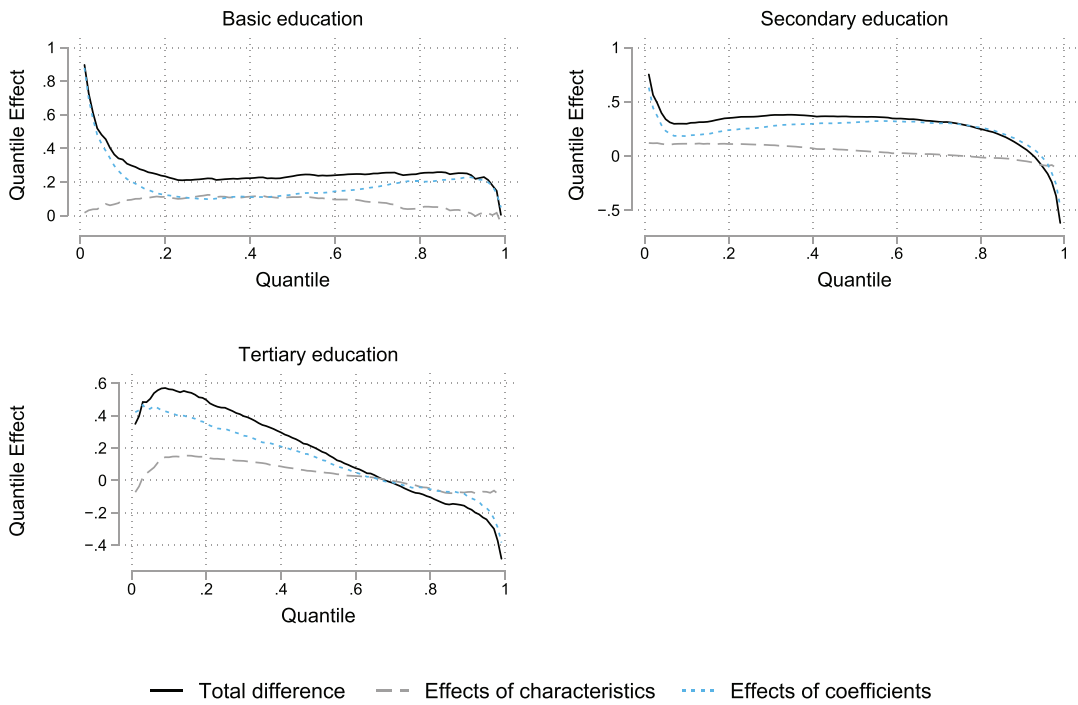 Basic education
Quantile Effect
1
.8
.6
.4
.2
0
0 .2 .4 .6 .8 1
Quantile
Secondary education
Quantile Effect
1
.5
0
−.5
0 .2 .4 .6 .8 1
Quantile
Tertiary education
Quantile Effect
.6
.4
.2
0
−.2
−.4
0 .2 .4 .6 .8 1
Quantile
Total difference Effects of characteristics Effects of coefficients